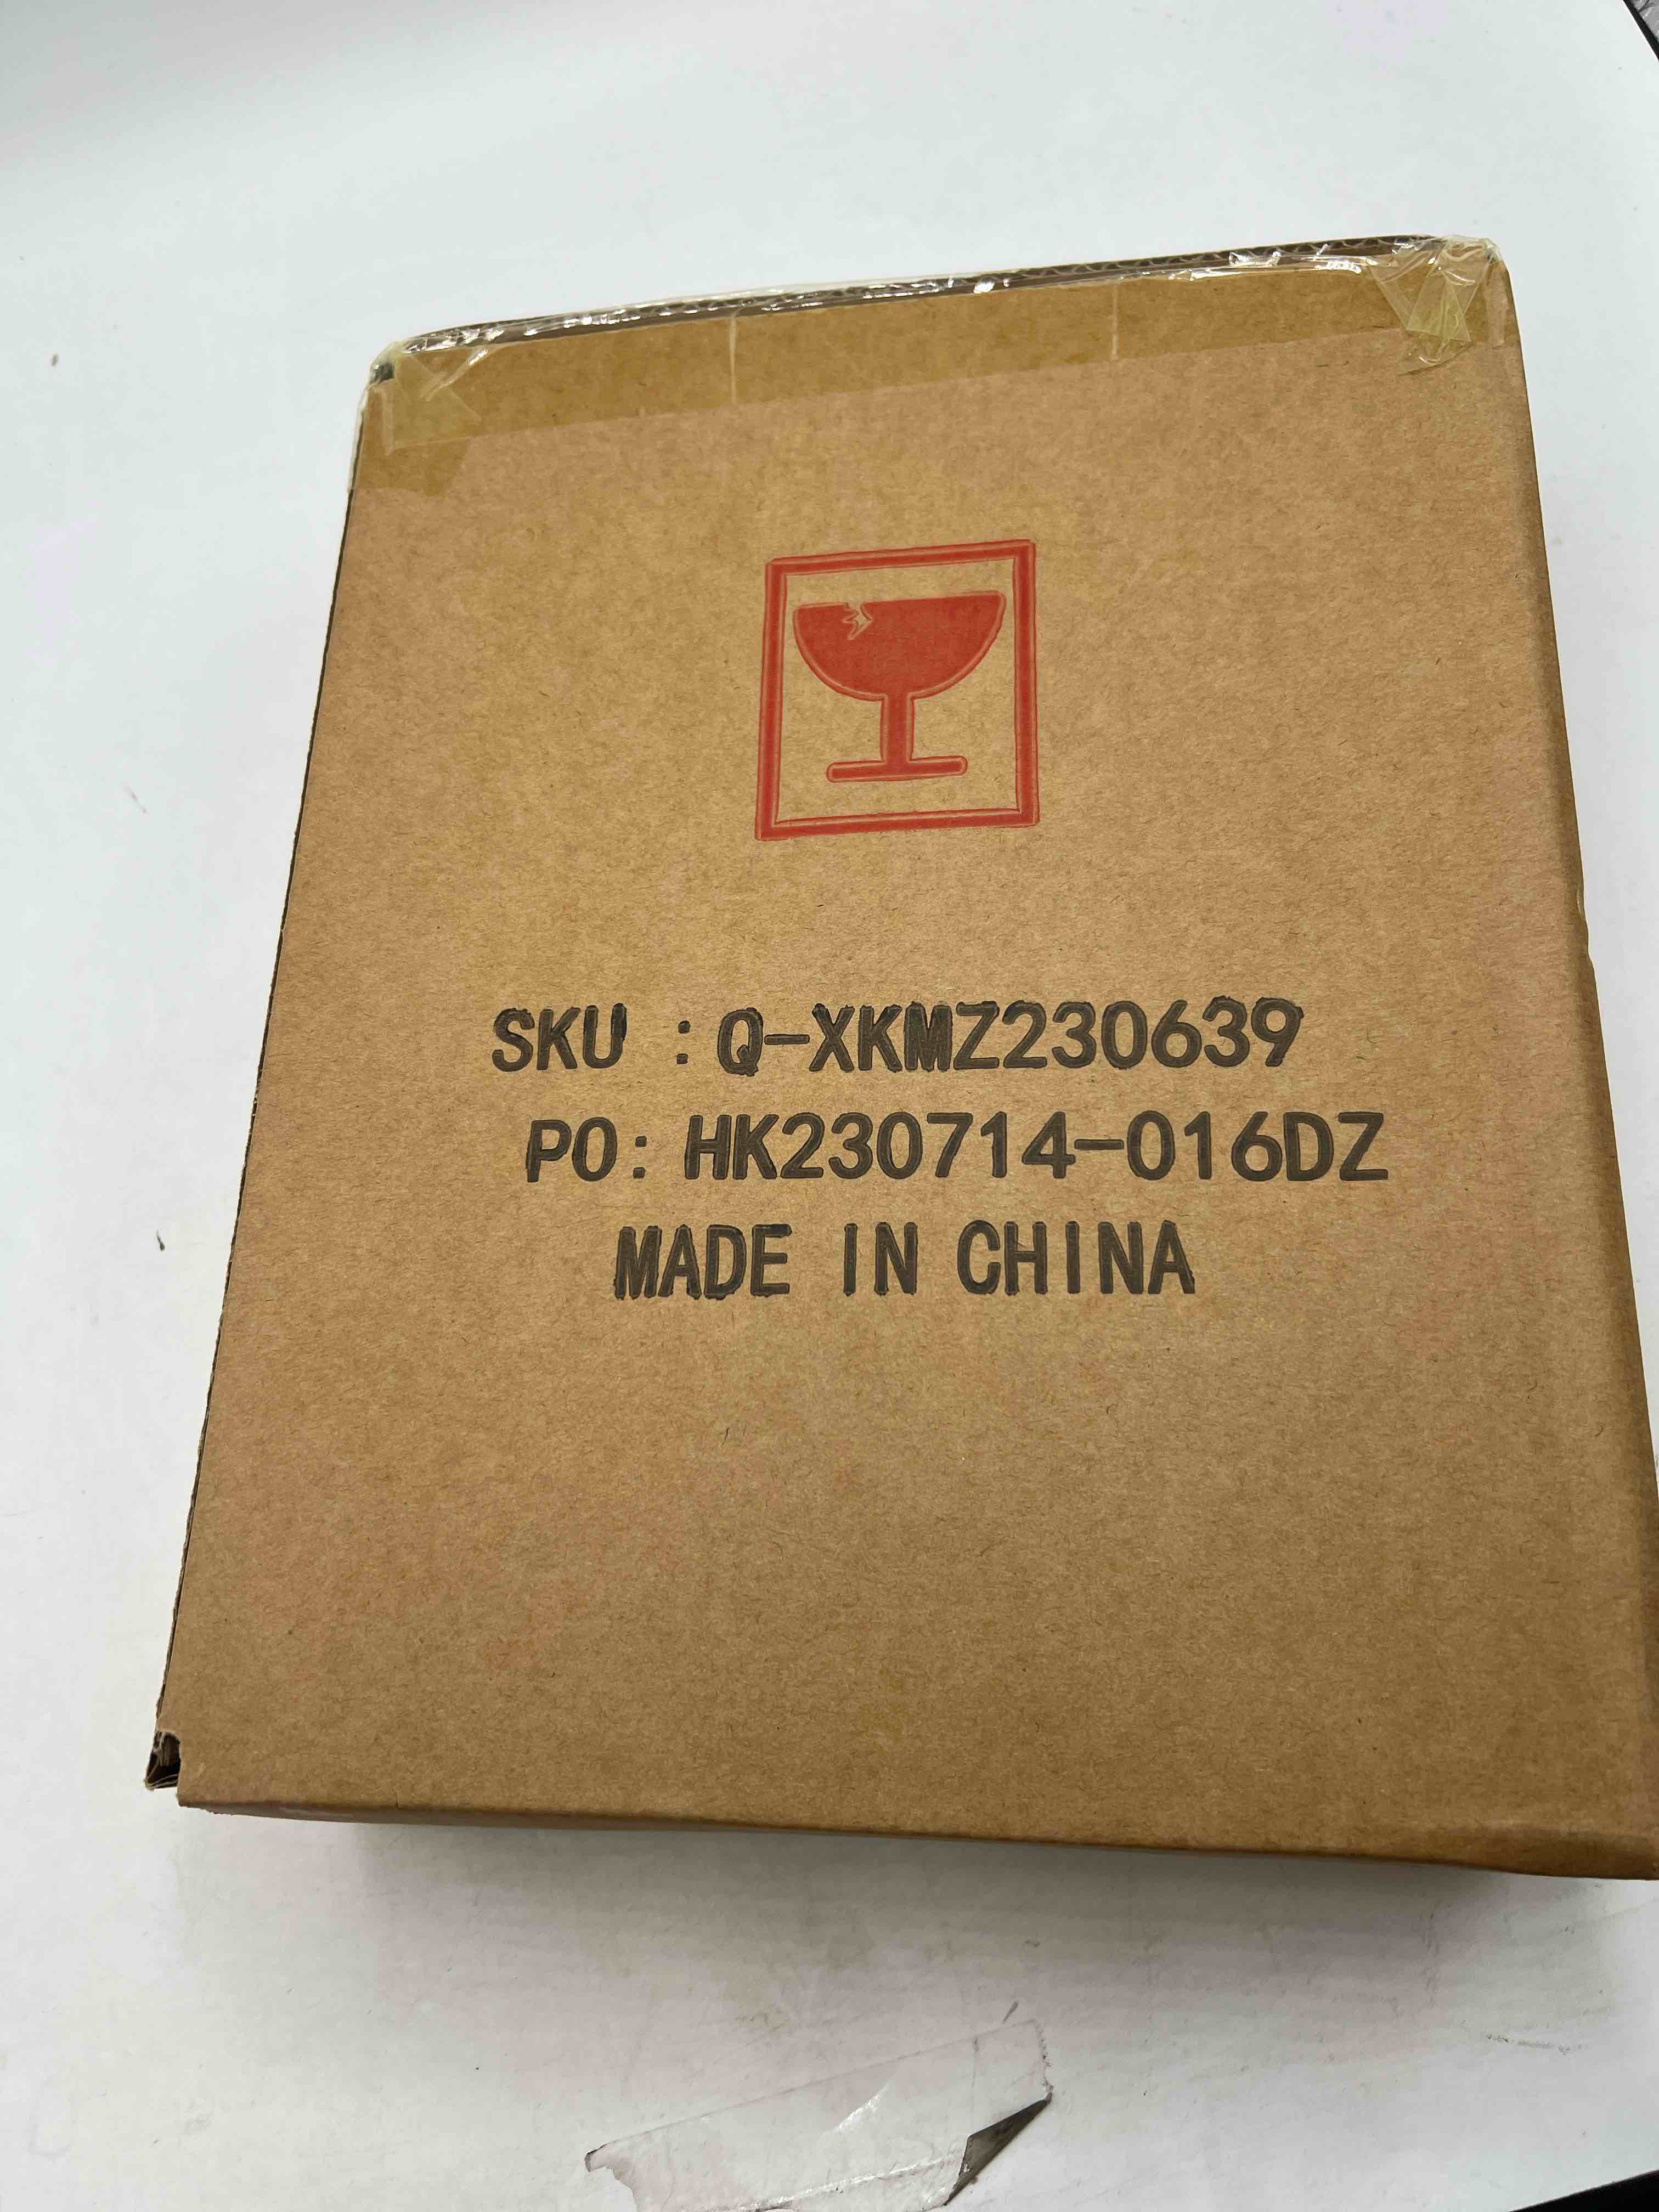 SKU :Q-XKMZ230639
PO: HK230714-016DZ
MADE IN CHINA